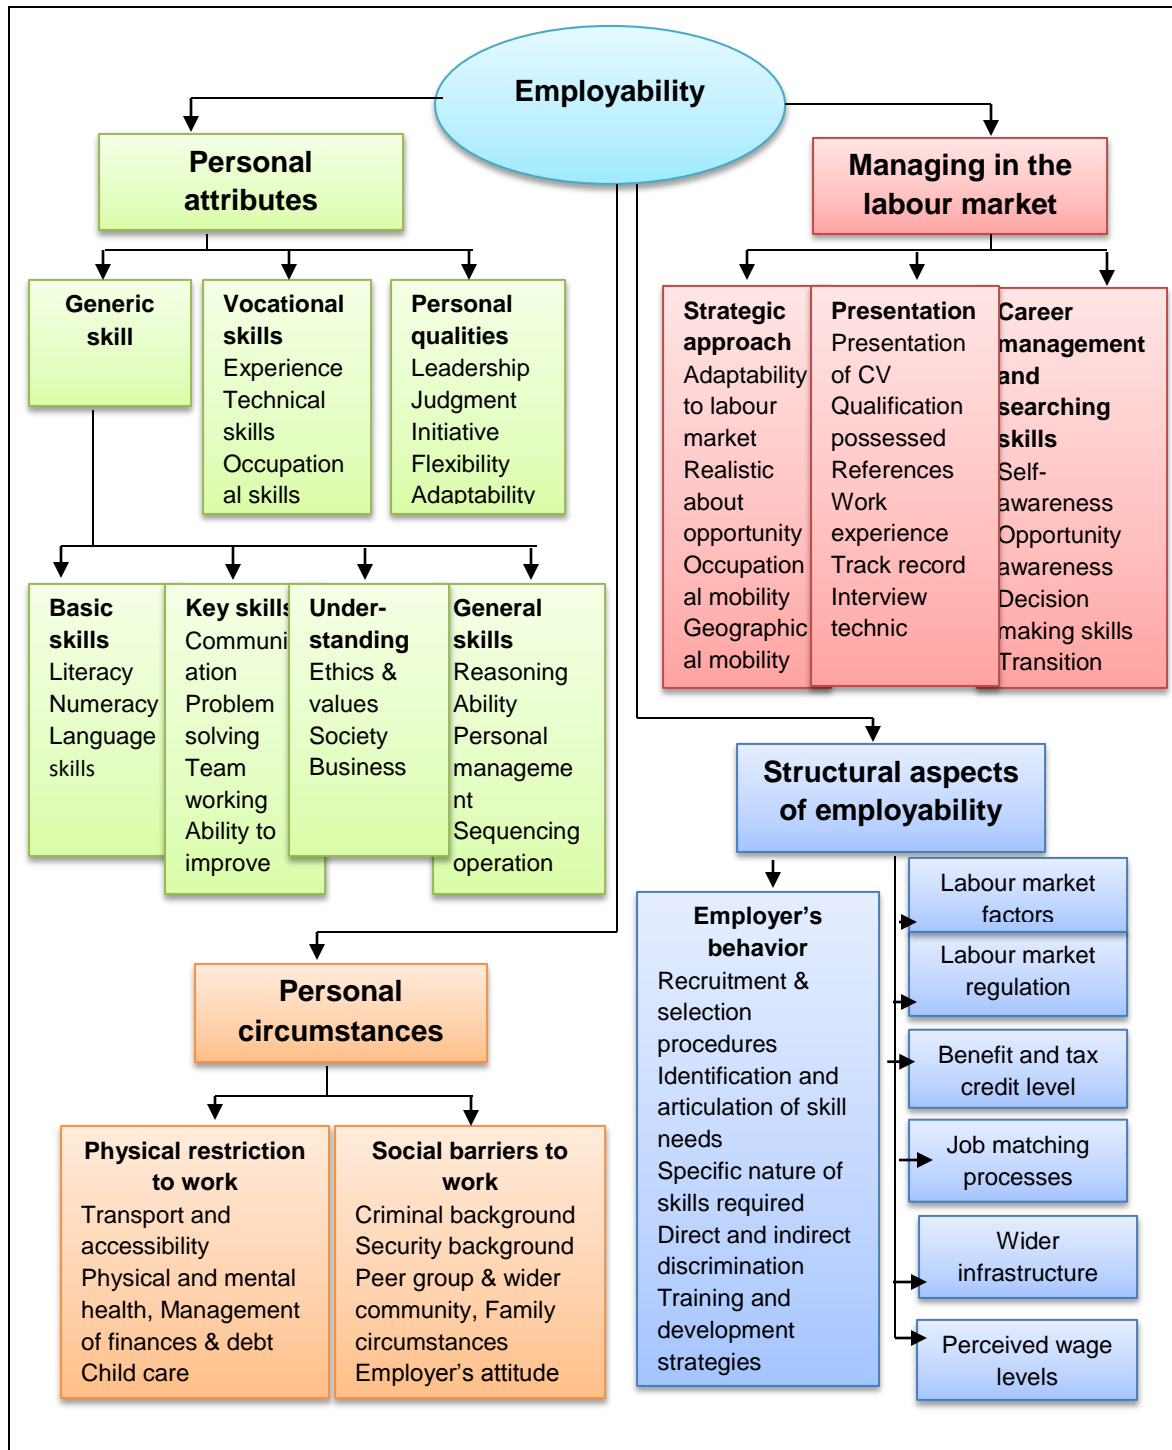 Employability
Personal
attributes
Managing in the
labour market
Generic
skill
Vocational
skills
Experience
Technical
skills
Occupation
al skills
Personal
qualities
Leadership
Judgment
Initiative
Flexibility
Adaptability
Strategic
approach
Adaptability
to labour
market
Realistic
about
opportunity
Occupation
al mobility
Geographic
al mobility
Presentation
Presentation
of CV
Qualification
possessed
References
Work
experience
Track record
Interview
technic
Career
management
and
searching
skills
Self-
awareness
Opportunity
awareness
Decision
making skills
Transition
Basic
skills
Literacy
Numeracy
Language
skills
Key skills
Communi
ation
Problem
solving
Team
working
Ability to
improve
Under-
standing
Ethics &
values
Society
Business
General
skills
Reasoning
Ability
Personal
manageme
nt
Sequencing
operation
Structural aspects
of employability
Employer's
behavior
Recruitment &
selection
procedures
Identification and
articulation of skill
needs
Specific nature of
skills required
Direct and indirect
discrimination
Training and
development
strategies
Labour market
factors
Labour market
regulation
Benefit and tax
credit level
Job matching
processes
Wider
infrastructure
Perceived wage
levels
Personal
circumstances
Physical restriction
to work
Transport and
accessibility
Physical and mental
health, Management
of finances & debt
Child care
Social barriers to
work
Criminal background
Security background
Peer group & wider
community, Family
circumstances
Employer's attitude